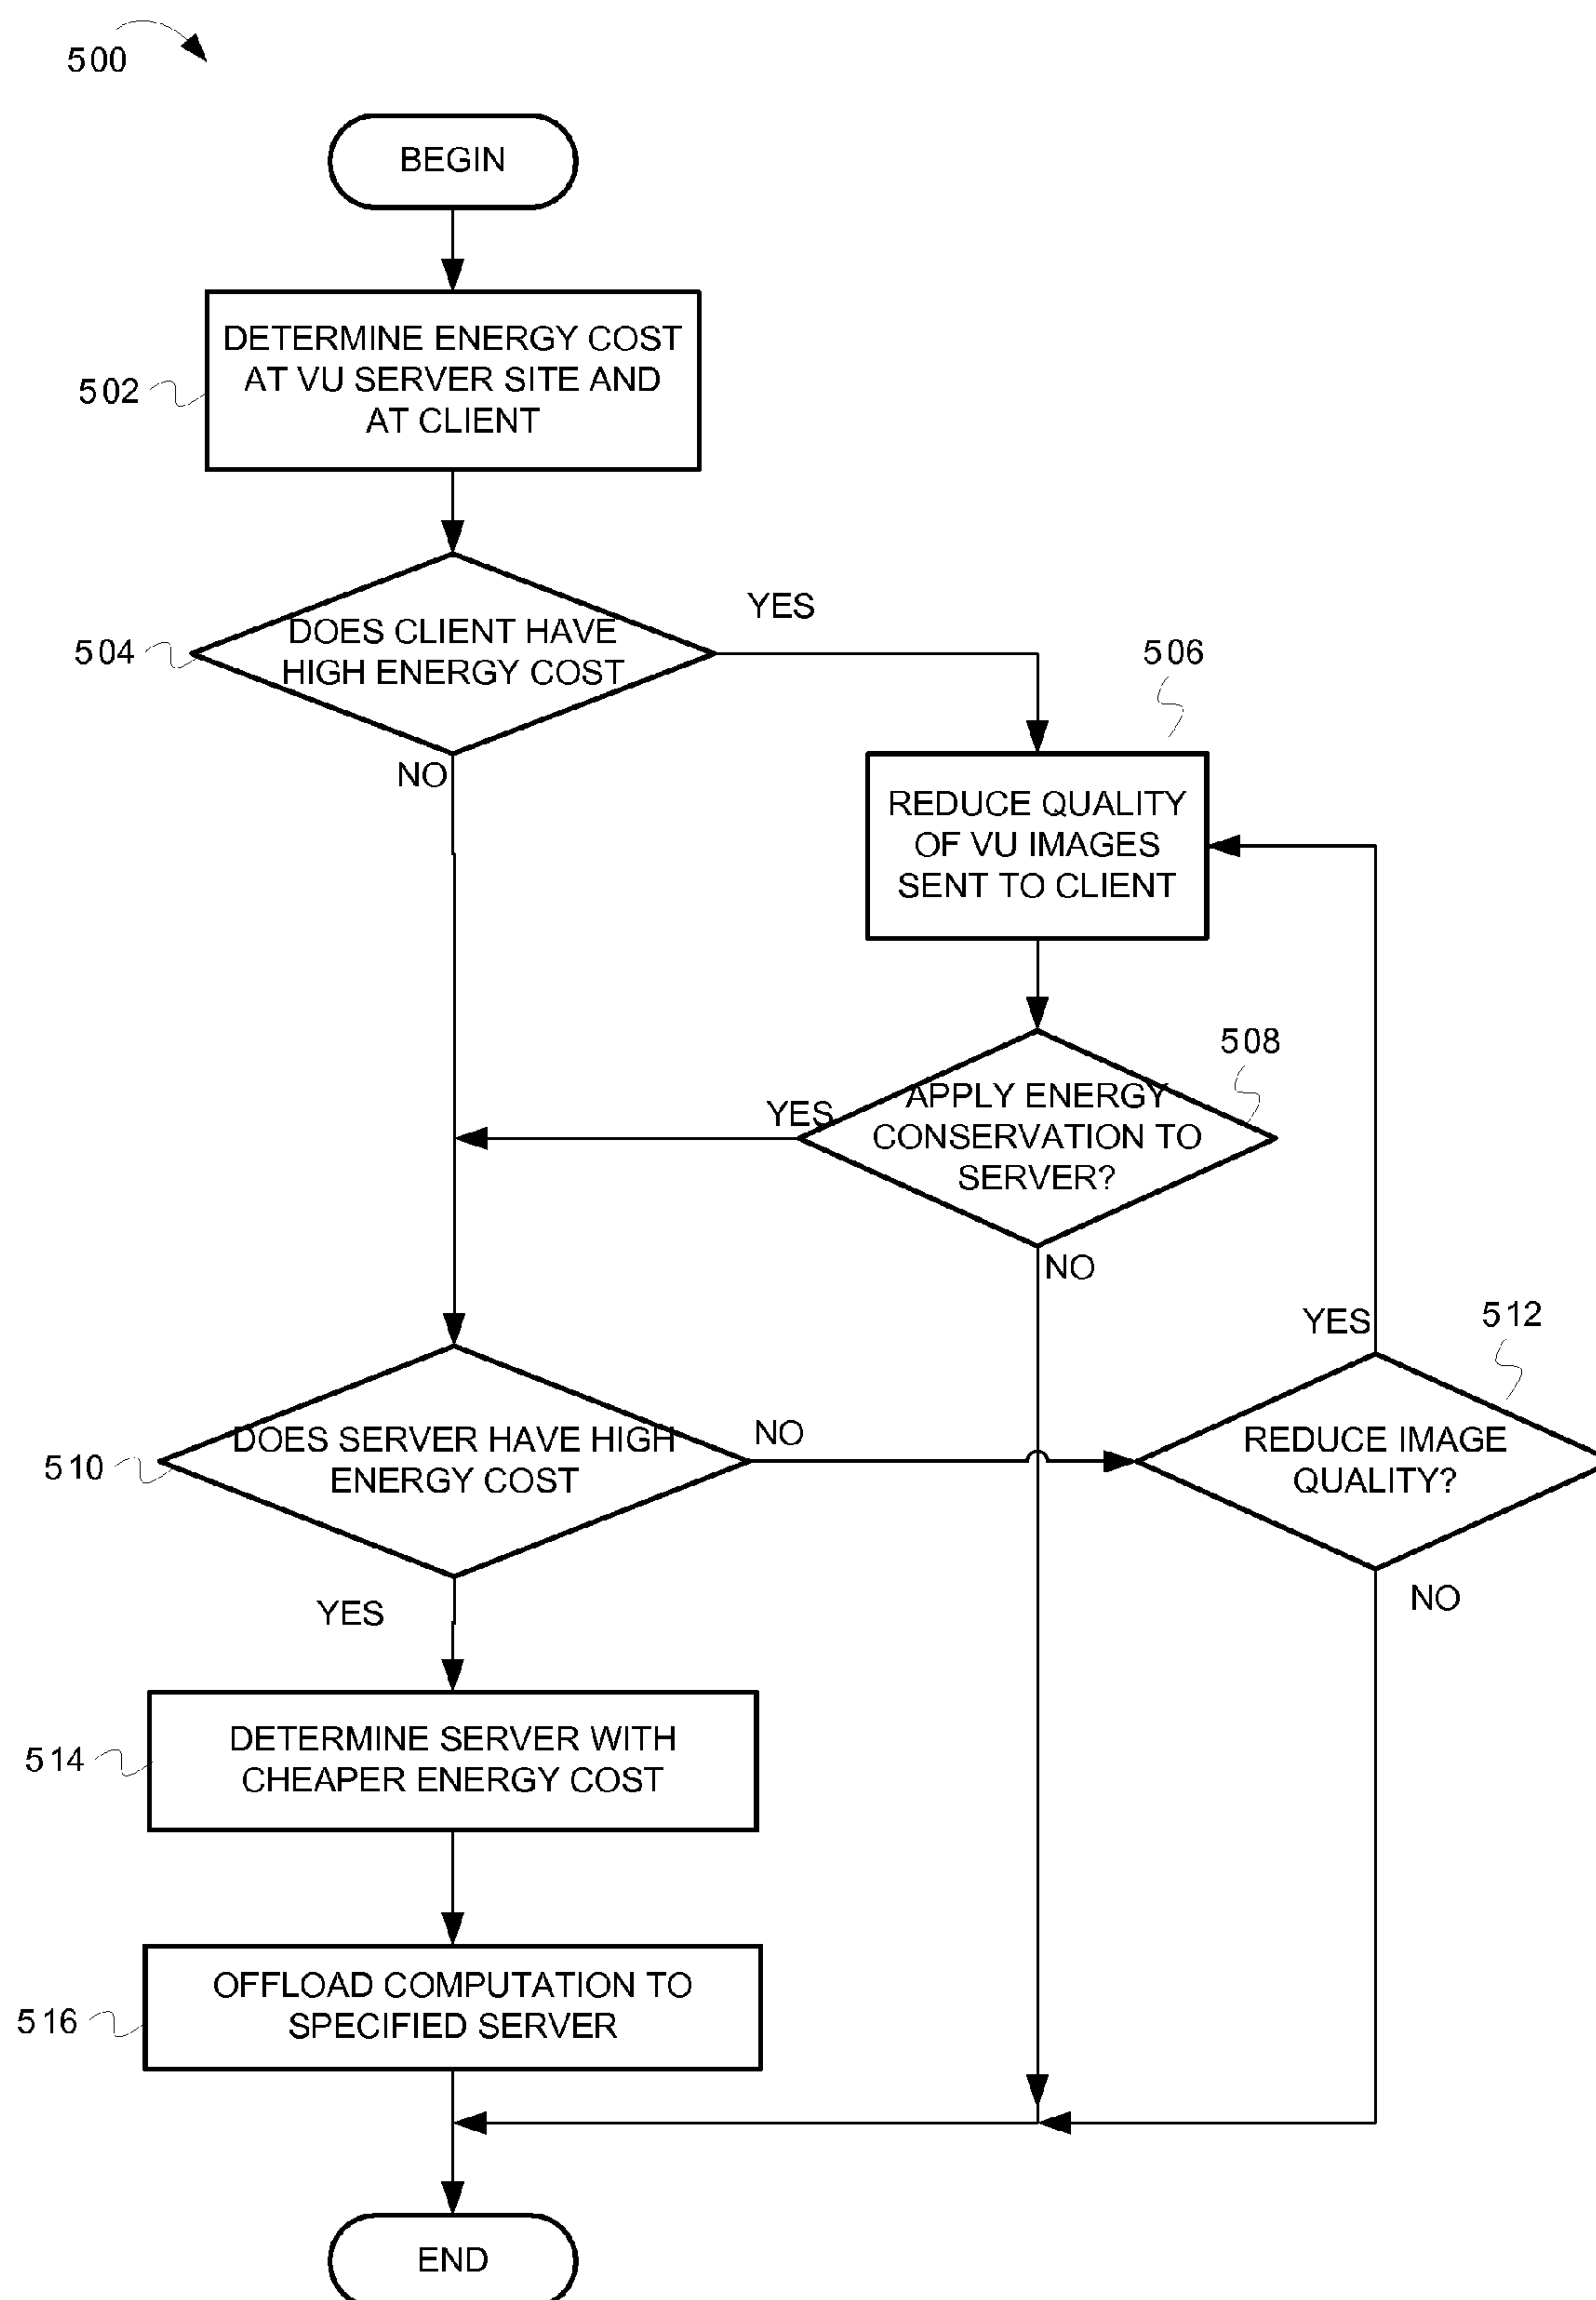 500
BEGIN
502
DETERMINE ENERGY COST
AT VU SERVER SITE AND
AT CLIENT
504
DOES CLIENT HAVE
HIGH ENERGY COST
YES
NO
506
REDUCE QUALITY
OF VU IMAGES
SENT TO CLIENT
508
APPLY ENERGY
CONSERVATION TO
SERVER?
YES
NO
510
DOES SERVER HAVE HIGH
ENERGY COST
NO
YES
512
REDUCE IMAGE
QUALITY?
YES
NO
514
DETERMINE SERVER WITH
CHEAPER ENERGY COST
516
OFFLOAD COMPUTATION TO
SPECIFIED SERVER
END